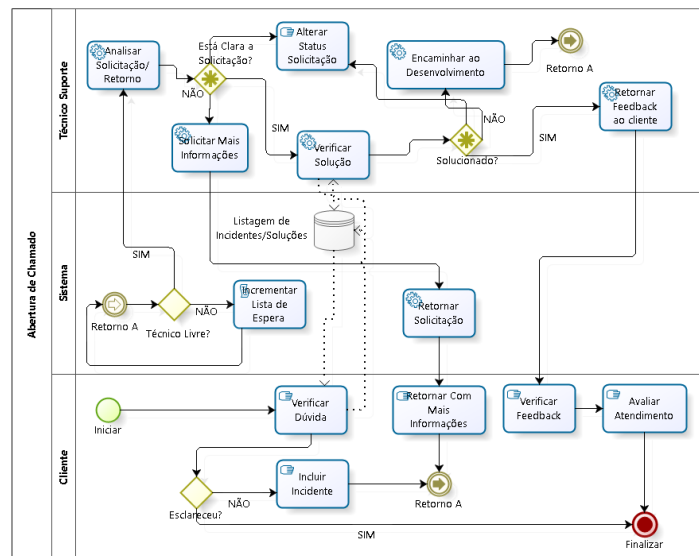 Abertura de Chamado
Técnico Suporte
Analisar
Solicitação/
Retorno
Está Clara a
Solicitação?
Alterar
Status
Solicitação
Encaminhar ao
Desenvolvimento
Retorno A
Retornar
Feedback
ao cliente
NÃO
SIM
Solicitar Mais
Informações
Verificar
Solução
NÃO
SIM
Solucionado?
Sistema
Listagem de
Incidentes/Soluções
SIM
Retorno A
Técnico Livre?
NÃO
Incrementar
Lista de
Espera
Retornar
Solicitação
Cliente
Iniciar
Verificar
Dúvida
Retornar Com
Mais
Informações
Verificar
Feedback
Avaliar
Atendimento
Esclareceu?
NÃO
Incluir
Incidente
Retorno A
SIM
Finalizar